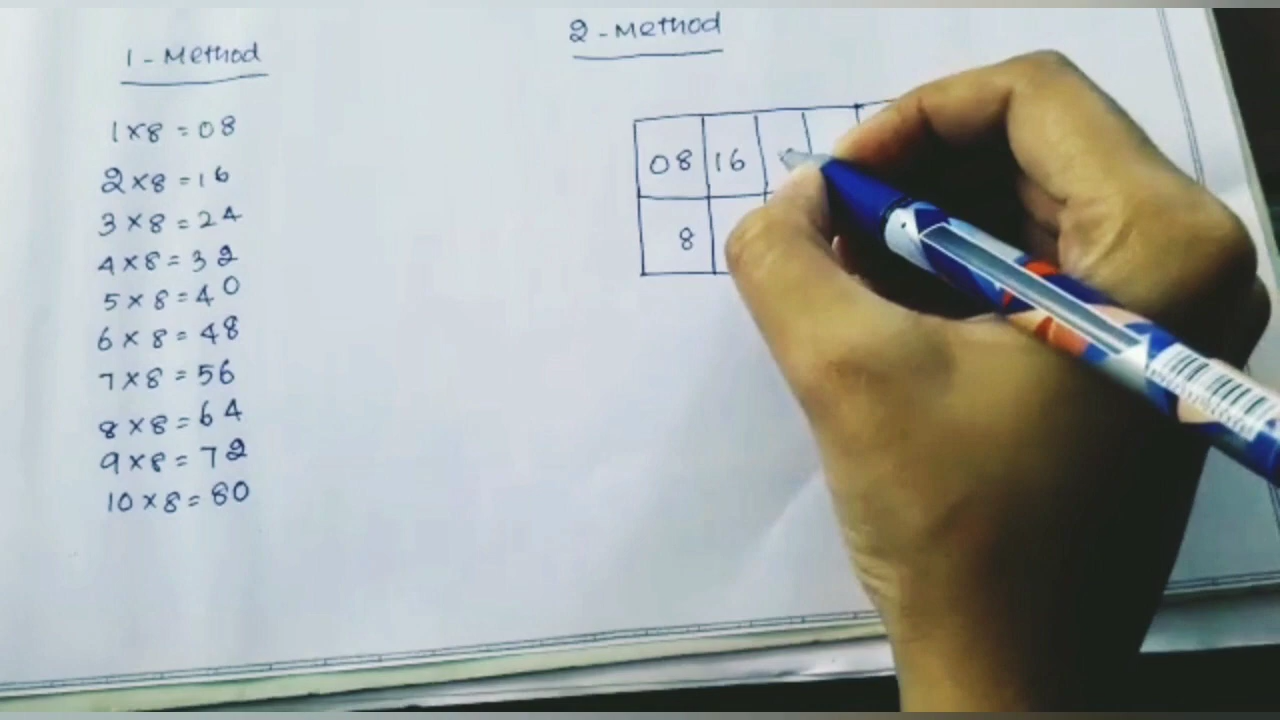 1 - Method
1 x 8 = 08
2 x 8 = 16
3 x 8 = 24
4 x 8 = 32
5 x 8 = 40
6 x 8 = 48
7 x 8 = 56
8 x 8 = 64
9 x 8 = 72
10 x 8 = 80
2 - Method
08 16
8